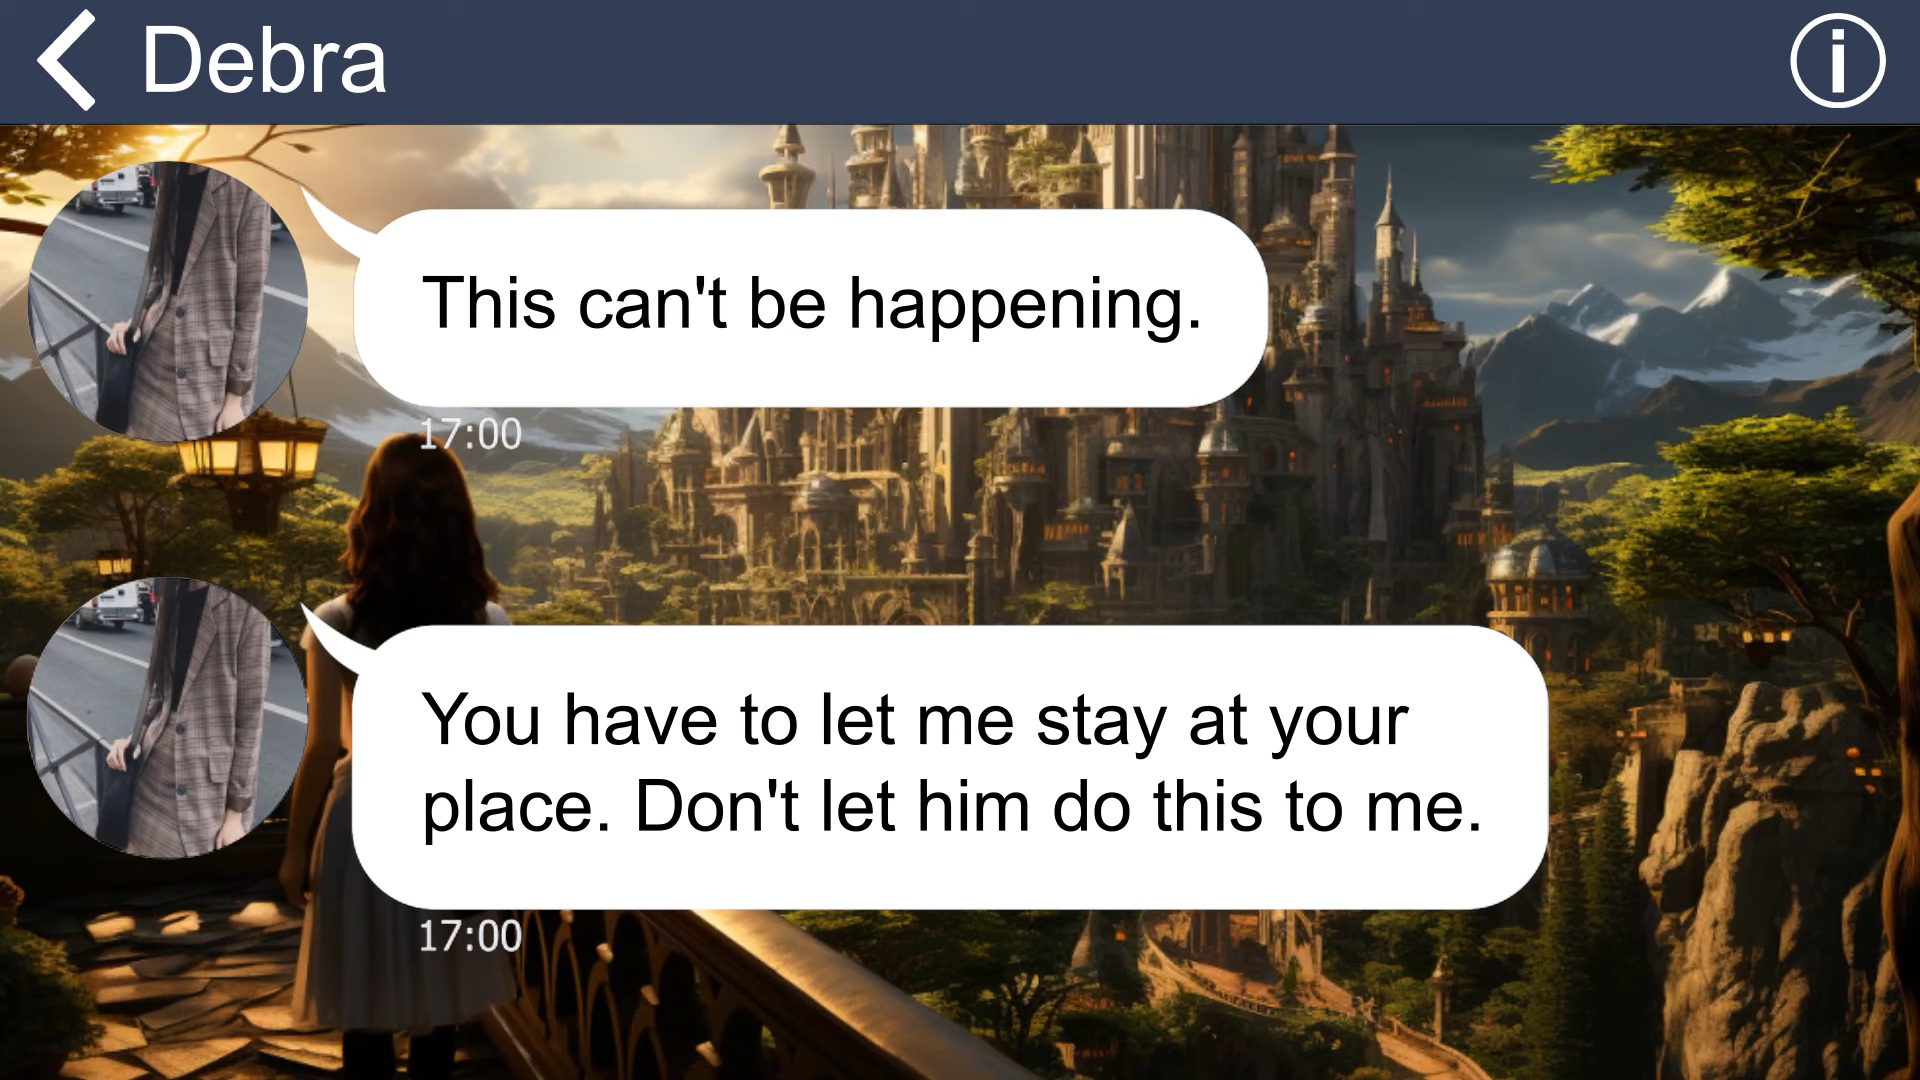 Debra
This can't be happening.
17:00
You have to let me stay at your
place. Don't let him do this to me.
17:00